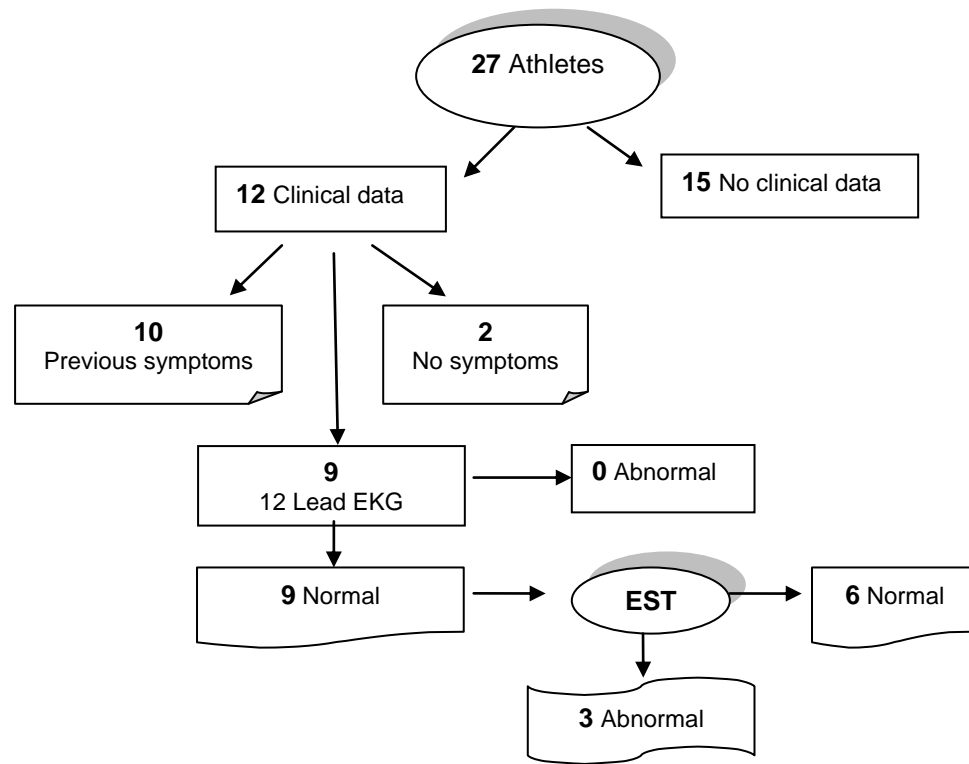 27 Athletes
12 Clinical data
15 No clinical data
10
Previous symptoms
2
No symptoms
9
12 Lead EKG
0 Abnormal
9 Normal
EST
6 Normal
3 Abnormal